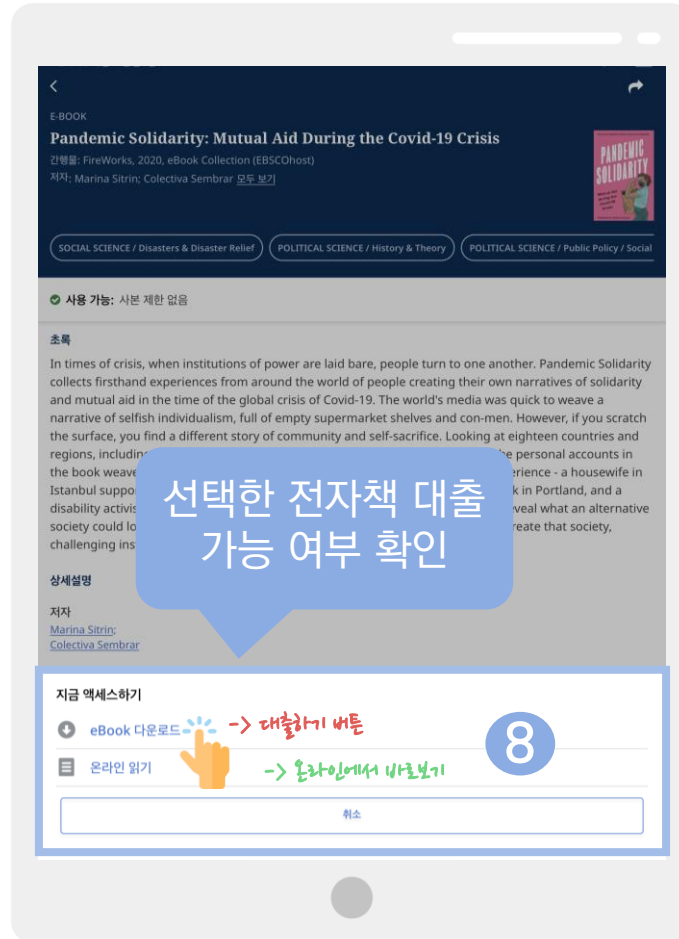 E-BOOK
Pandemic Solidarity: Mutual Aid During the Covid-19 Crisis
간행물: FireWorks, 2020, eBook Collection (EBSCOhost)
저자: Marina Sitrin; Colectiva Sembrar 모두 보기
PANDEMIC
SOLIDARITY
SOCIAL SCIENCE / Disasters & Disaster Relief
POLITICAL SCIENCE / History & Theory
POLITICAL SCIENCE / Public Policy / Social
사용 가능: 사본 제한 없음
초록
In times of crisis, when institutions of power are laid bare, people turn to one another. Pandemic Solidarity
collects firsthand experiences from around the world of people creating their own narratives of solidarity
and mutual aid in the time of the global crisis of Covid-19. The world's media was quick to weave a
narrative of selfish individualism, full of empty supermarket shelves and con-men. However, if you scratch
the surface, you find a different story of community and self-sacrifice. Looking at eighteen countries and
regions, personal accounts in
the book erience - a housewife in
Istanbul k in Portland, and a
disability veal what an alternative
society could reate that society,
challenging
선택한 전자책 대출
가능 여부 확인
상세설명
저자
Marina Sitrin;
Colectiva Sembrar
지금 액세스하기
eBook 다운로드 -> 대출하기 버튼
8
온라인 읽기 -> 온라인에서 바로보기
취소